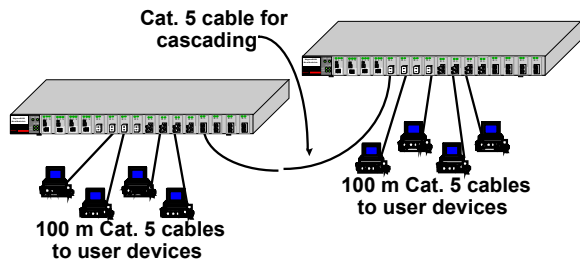 Cat. 5 cable for
cascading
100 m Cat. 5 cables
to user devices
100 m Cat. 5 cables
to user devices